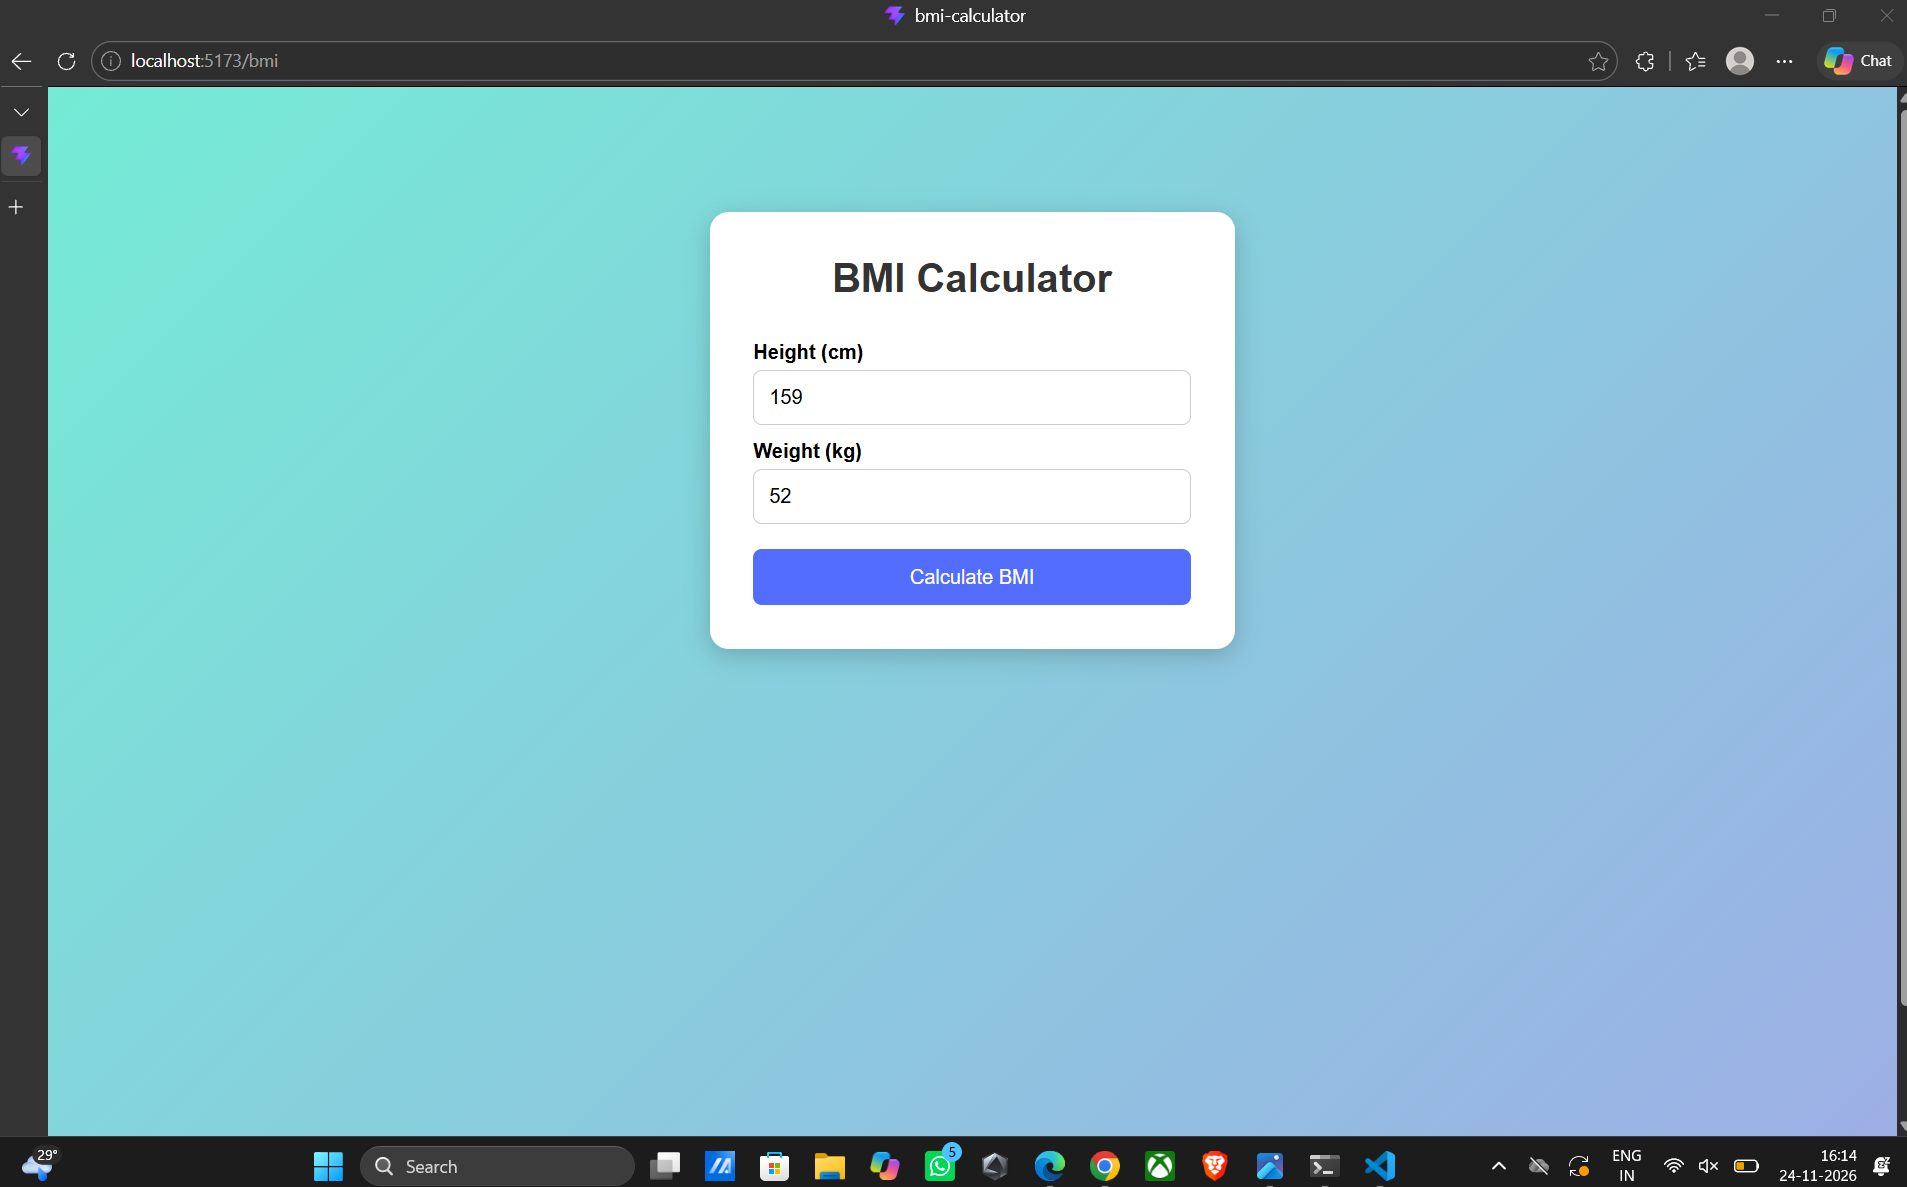 bmi-calculator
localhost:5173/bmi
Chat
BMI Calculator
Height (cm)
159
Weight (kg)
52
Calculate BMI
29°
Search
5
ENG
IN
16:14
24-11-2026